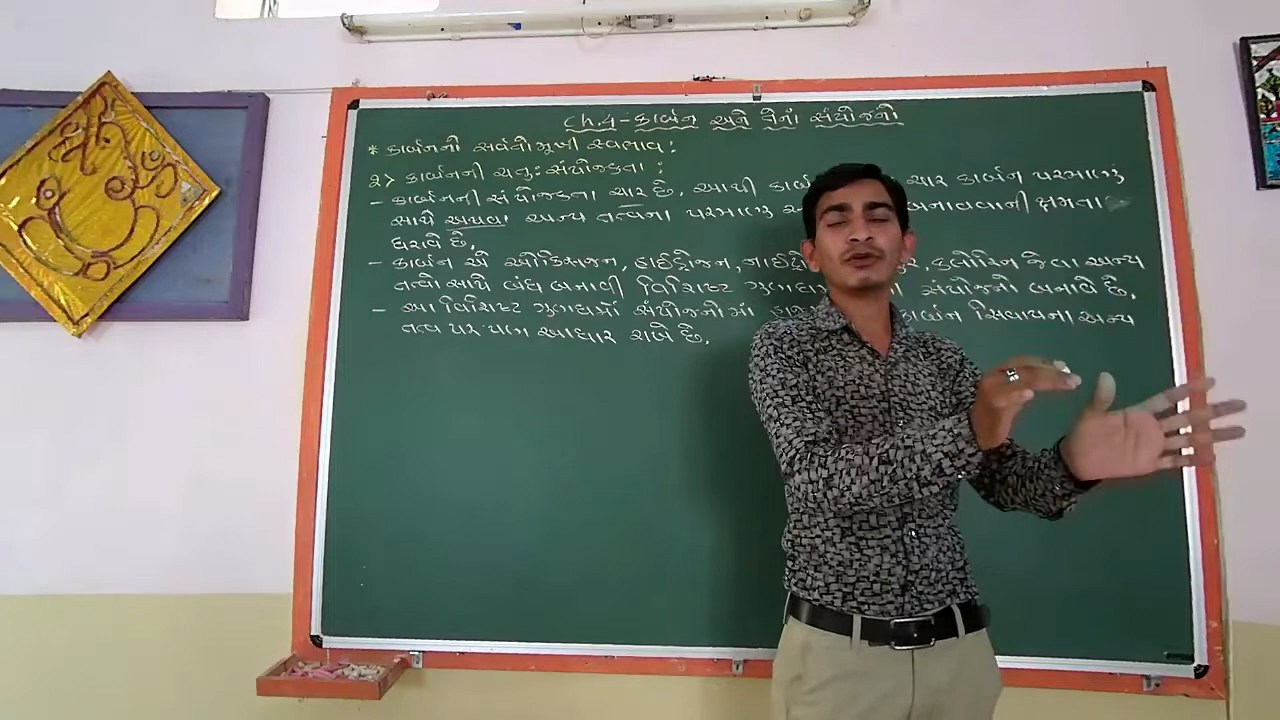 Ch.4 - કાર્બન અને તેનાં સંયોજનો
* કાર્બનનો સર્વતોમુખી સ્વભાવ :
2> કાર્બનની ચતુઃસંયોજકતા :
- કાર્બનની સંયોજકતા ચાર છે. આથી ચાર કાર્બન પરમાણુ
સાથે અથવા અન્ય તત્વના પરમાણુ બનાવવાની ક્ષમતા
ધરાવે છે.
- કાર્બન એ ઓક્સિજન, હાઈડ્રોજન, ક્લોરિન જેવા અન્ય
તત્વો સાથે બંધ બનાવી વિશિષ્ટ સંયોજનો બનાવે છે.
- આ વિશિષ્ટ ગુણધર્મો સંયોજનોમાં કાર્બન સિવાયના અન્ય
તત્વ પર પણ આધાર રાખે છે.